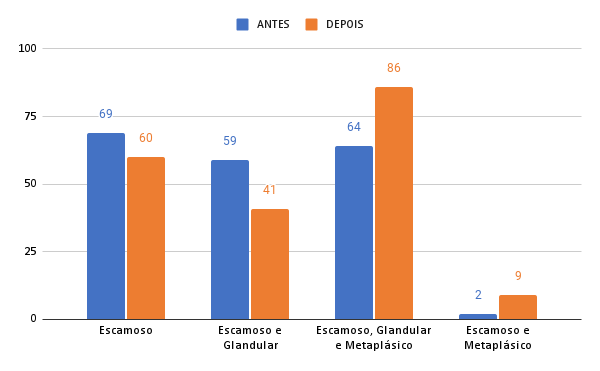 ANTES DEPOIS
100
75
50
25
0
69
60
59
41
64
86
2
9
Escamoso
Escamoso e
Glandular
Escamoso, Glandular
e Metaplásico
Escamoso e
Metaplásico